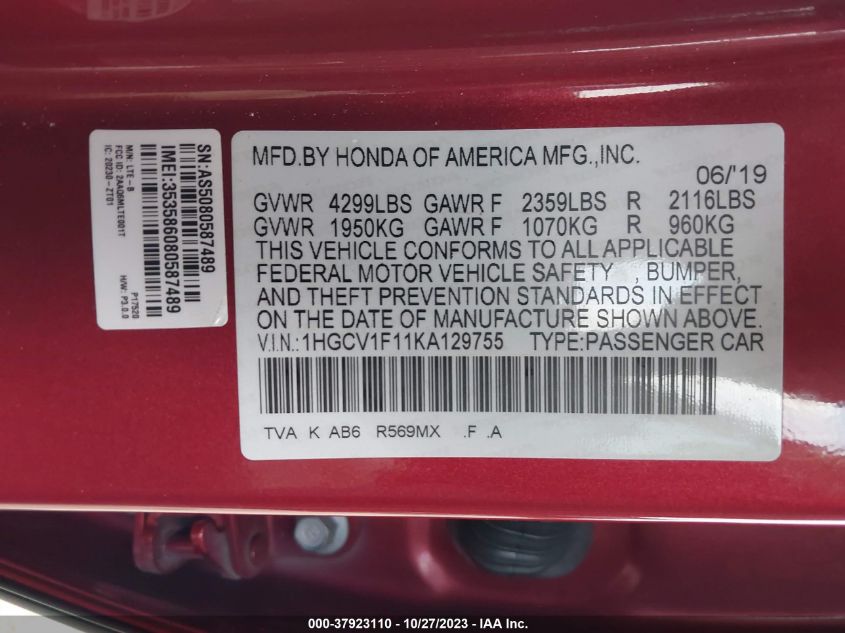 SN:AS5080587489
IMEI:353586080587489
M/N: LTE-B
FCC ID: 2AAQ6MLTE001T
IC: 20230-ZT01
P17520
H/W: P3.0.0
MFD.BY HONDA OF AMERICA MFG.,INC.
06/'19
GVWR 4299LBS GAWR F 2359LBS R 2116LBS
GVWR 1950KG GAWR F 1070KG R 960KG
THIS VEHICLE CONFORMS TO ALL APPLICABLE
FEDERAL MOTOR VEHICLE SAFETY , BUMPER,
AND THEFT PREVENTION STANDARDS IN EFFECT
ON THE DATE OF MANUFACTURE SHOWN ABOVE.
V.I.N.:1HGCV1F11KA129755 TYPE:PASSENGER CAR
TVA K AB6 R569MX .F .A
000-37923110 - 10/27/2023 - IAA Inc.